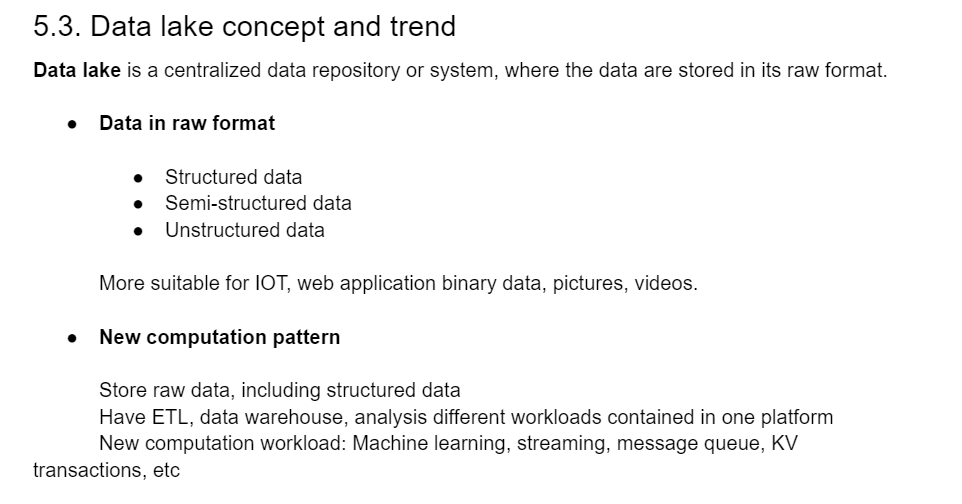 5.3. Data lake concept and trend
Data lake is a centralized data repository or system, where the data are stored in its raw format.
● Data in raw format
● Structured data
● Semi-structured data
● Unstructured data
More suitable for IOT, web application binary data, pictures, videos.
● New computation pattern
Store raw data, including structured data
Have ETL, data warehouse, analysis different workloads contained in one platform
New computation workload: Machine learning, streaming, message queue, KV
transactions, etc